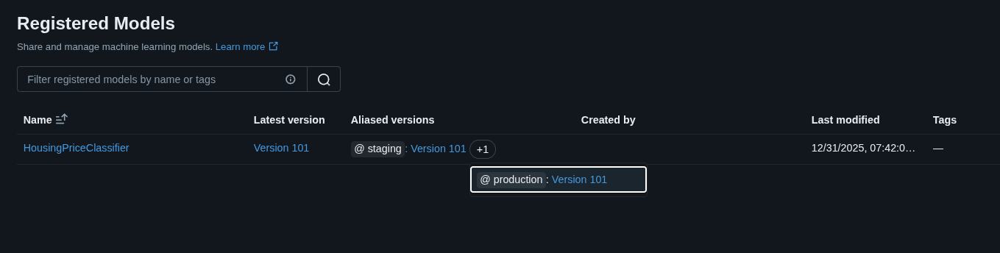 Registered Models
Share and manage machine learning models. Learn more
Filter registered models by name or tags
Name Latest version Aliased versions Created by Last modified Tags
HousingPriceClassifier Version 101 @ staging : Version 101 +1 12/31/2025, 07:42:0… —
@ production : Version 101